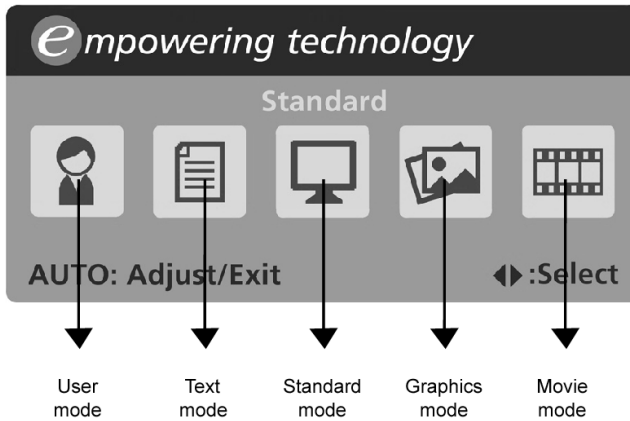 empowering technology
Standard
AUTO: Adjust/Exit ◀▶:Select
User mode
Text mode
Standard mode
Graphics mode
Movie mode